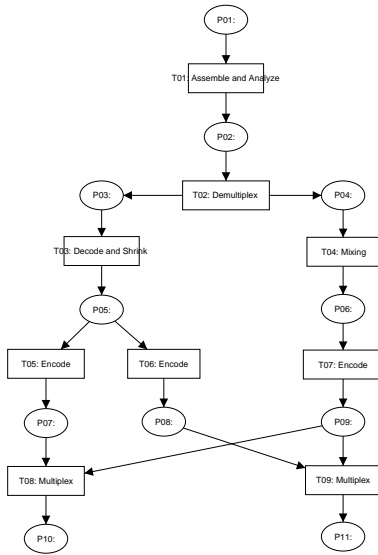 P01:
T01: Assemble and Analyze
P02:
P03:
T02: Demultiplex
P04:
T03: Decode and Shrink
T04: Mixing
P05:
P06:
T05: Encode
T06: Encode
T07: Encode
P07:
P08:
P09:
T08: Multiplex
T09: Multiplex
P10:
P11: